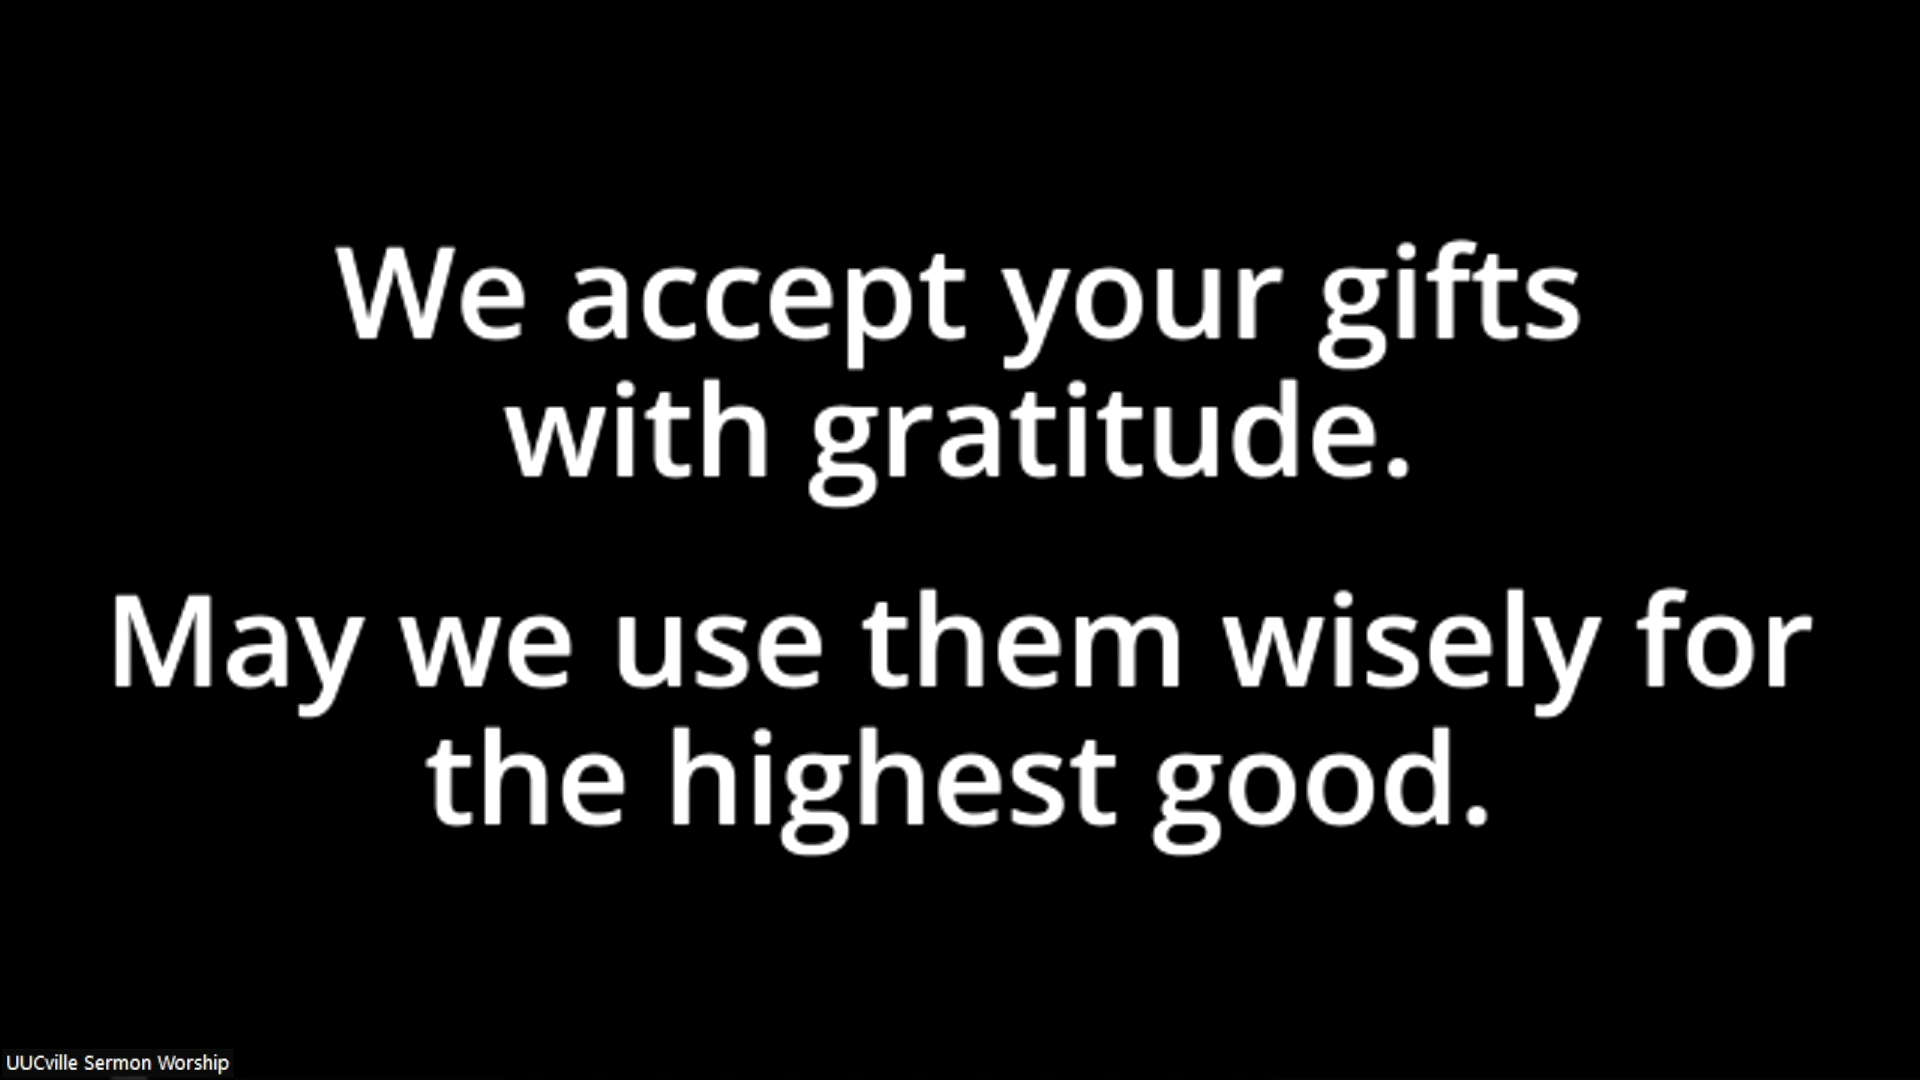 We accept your gifts
with gratitude.
May we use them wisely for
the highest good.
UUCville Sermon Worship